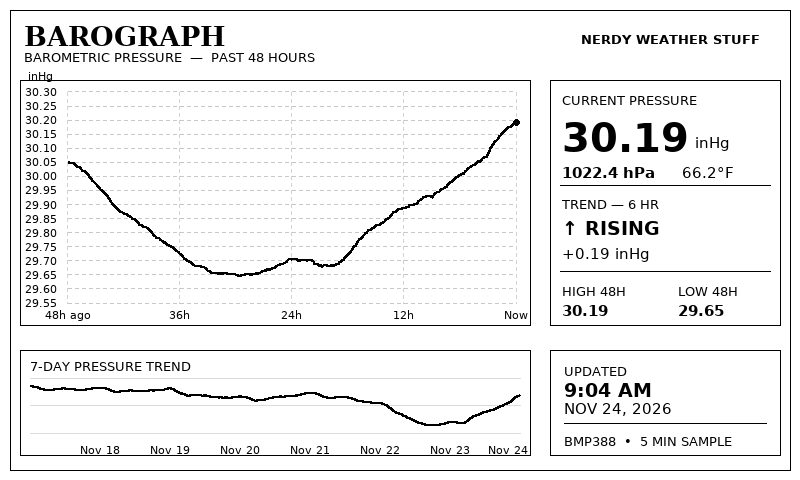 BAROGRAPH
BAROMETRIC PRESSURE — PAST 48 HOURS
NERDY WEATHER STUFF
inHg
30.30
30.25
30.20
30.15
30.10
30.05
30.00
29.95
29.90
29.85
29.80
29.75
29.70
29.65
29.60
29.55
48h ago 36h 24h 12h Now
CURRENT PRESSURE
30.19 inHg
1022.4 hPa 66.2°F
TREND — 6 HR
↑ RISING
+0.19 inHg
HIGH 48H LOW 48H
30.19 29.65
7-DAY PRESSURE TREND
Nov 18 Nov 19 Nov 20 Nov 21 Nov 22 Nov 23 Nov 24
UPDATED
9:04 AM
NOV 24, 2026
BMP388 • 5 MIN SAMPLE